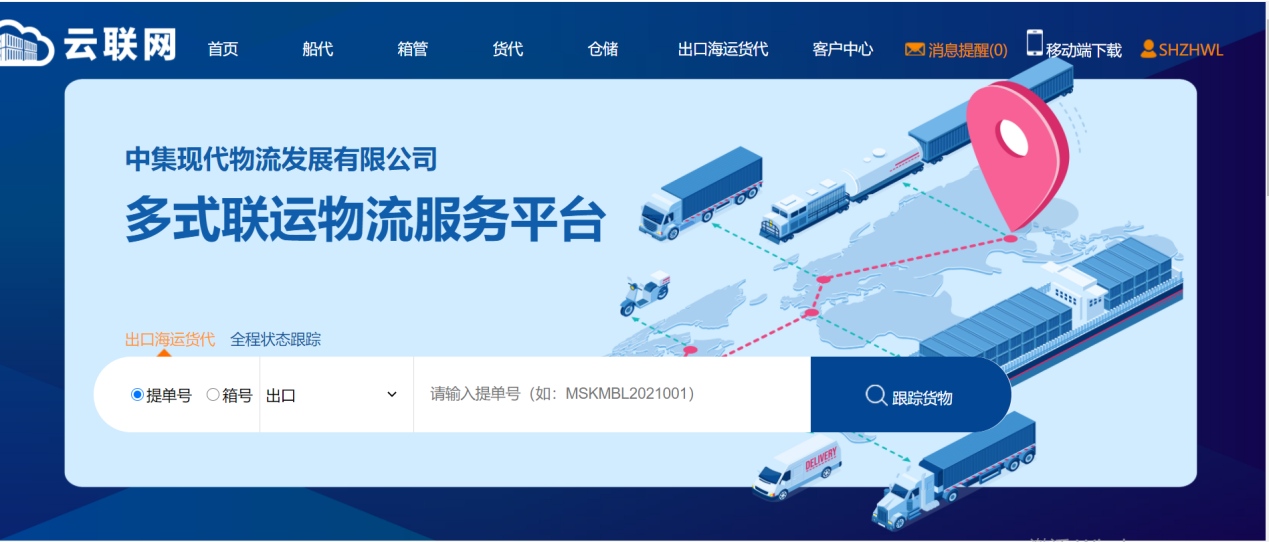 云联网 首页 船代 箱管 货代 仓储 出口海运货代 客户中心 消息提醒(0) 移动端下载 SHZHWL
中集现代物流发展有限公司
多式联运物流服务平台
出口海运货代 全程状态跟踪
提单号 箱号 出口 请输入提单号（如：MSKMBL2021001） 跟踪货物
DELIVERY